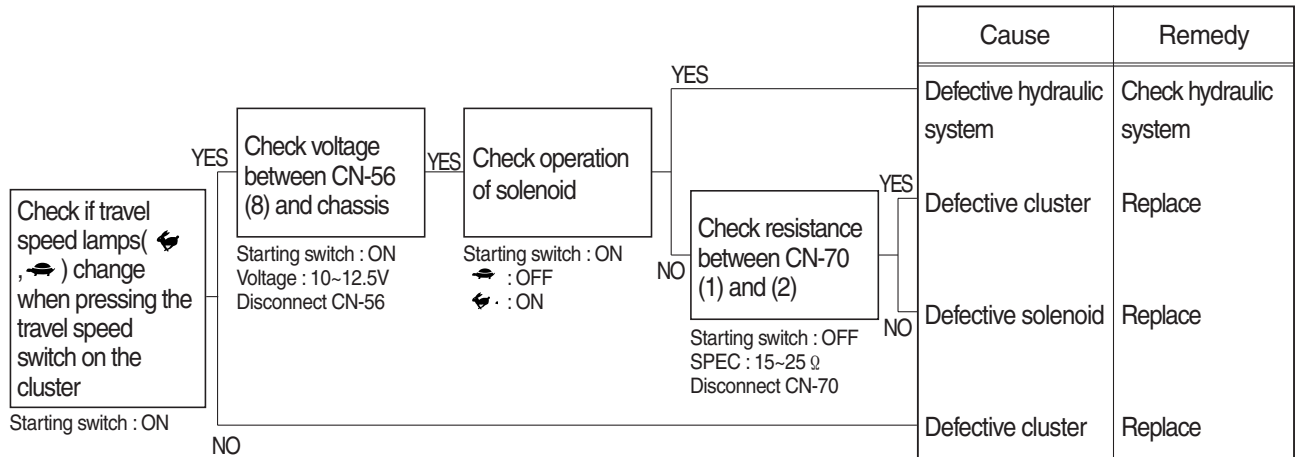 Cause
Remedy
YES
Defective hydraulic
system
Check hydraulic
system
YES
Check voltage
between CN-56
(8) and chassis
Starting switch : ON
Voltage : 10~12.5V
Disconnect CN-56
YES
Check operation
of solenoid
Starting switch : ON
: OFF
: ON
Check if travel
speed lamps(
, ) change
when pressing the
travel speed
switch on the
cluster
Starting switch : ON
NO
Check resistance
between CN-70
(1) and (2)
Starting switch : OFF
SPEC : 15~25 Ω
Disconnect CN-70
YES
Defective cluster
Replace
NO
Defective solenoid
Replace
NO
Defective cluster
Replace